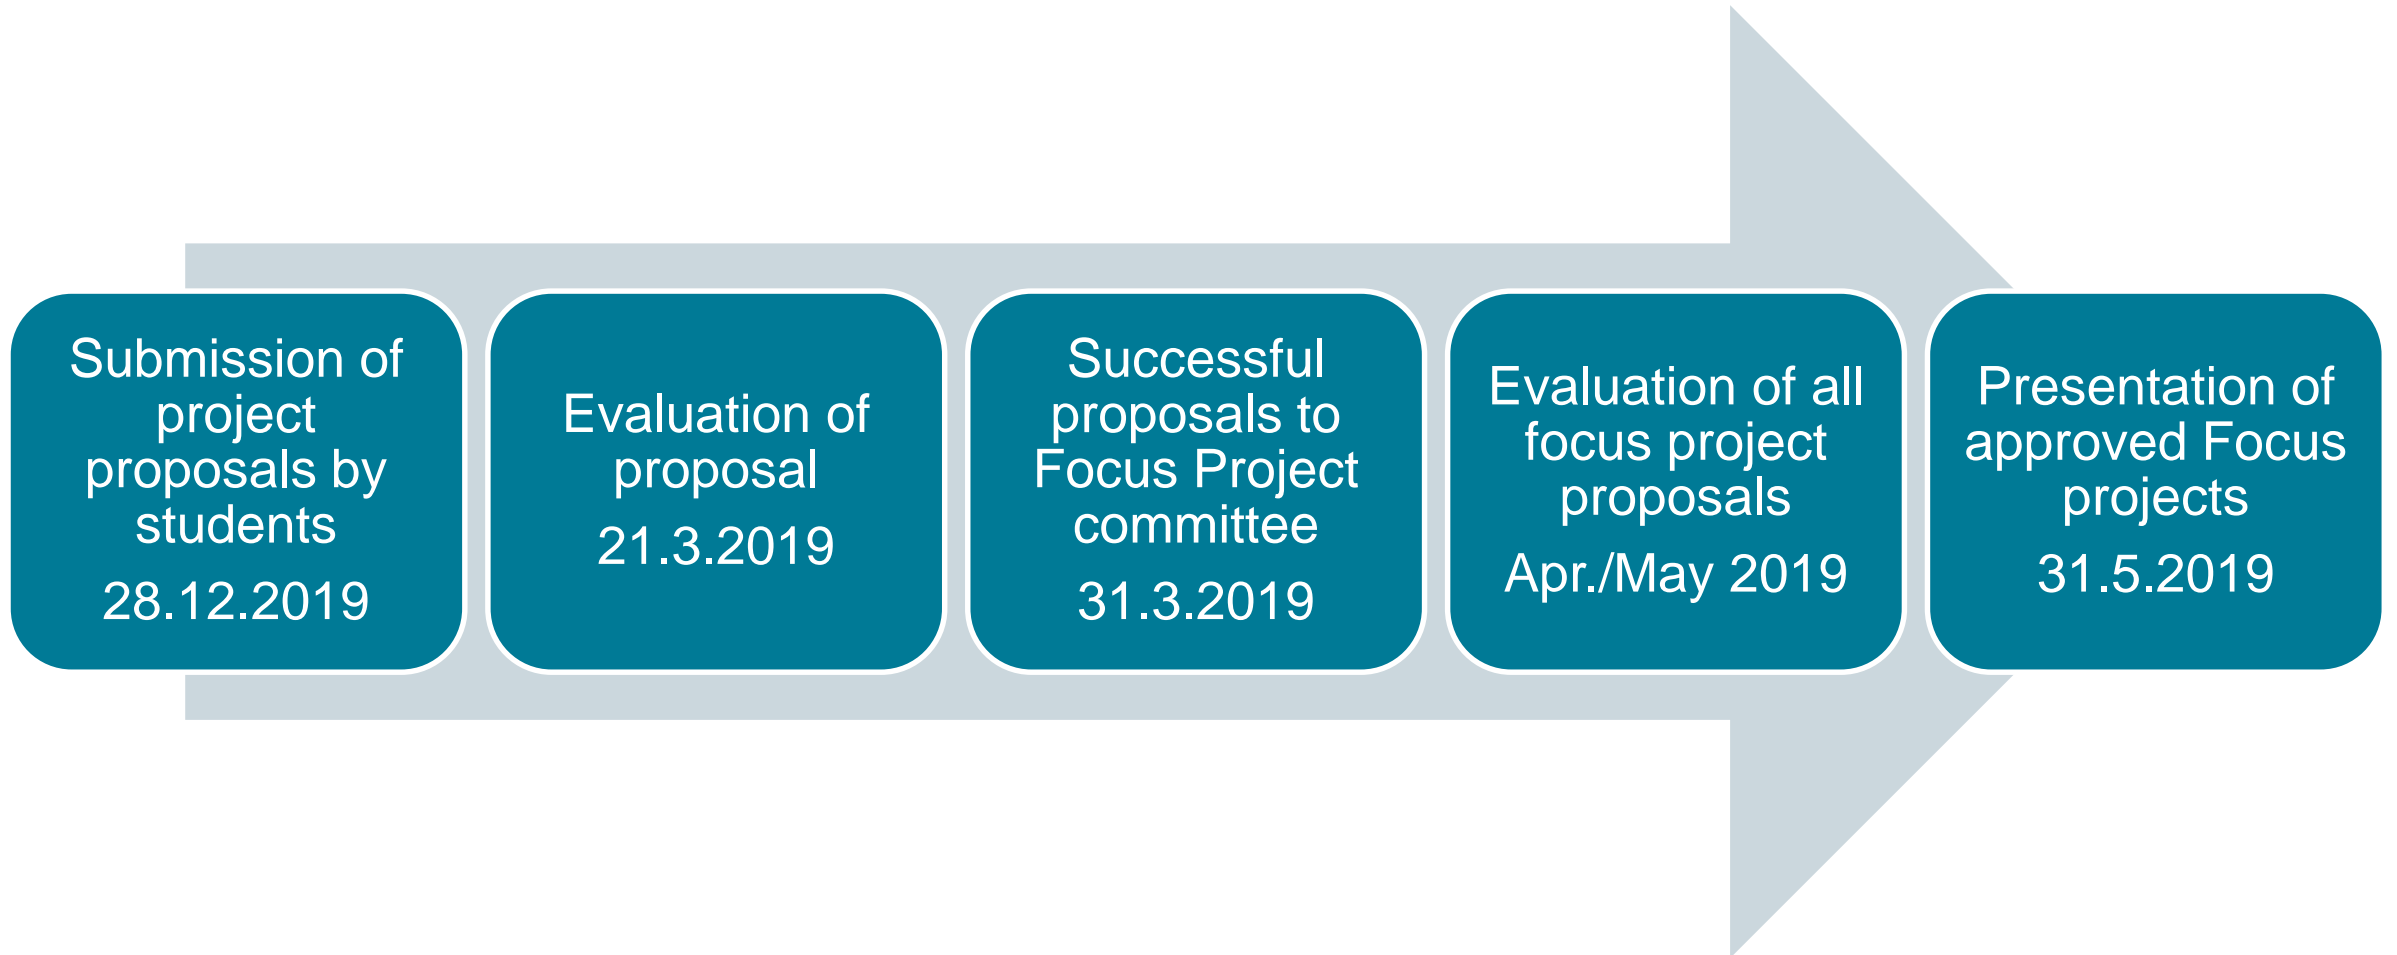 Submission of
project
proposals by
students
28.12.2019
Evaluation of
proposal
21.3.2019
Successful
proposals to
Focus Project
committee
31.3.2019
Evaluation of all
focus project
proposals
Apr./May 2019
Presentation of
approved Focus
projects
31.5.2019